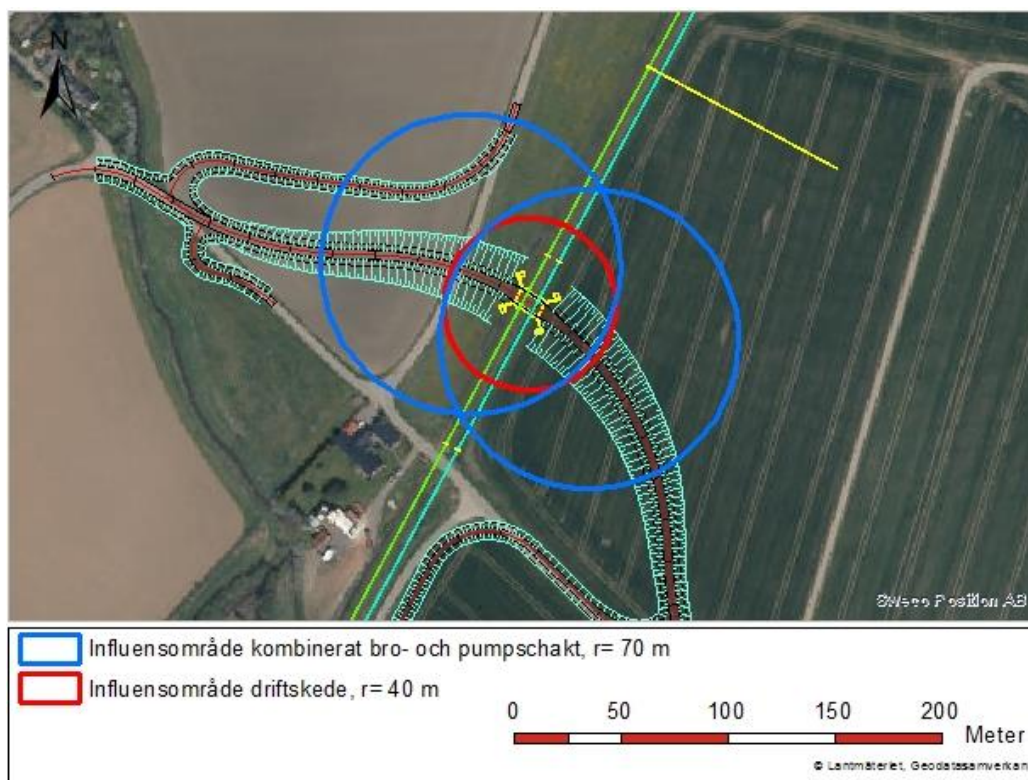 N
Sweco Position AB
Influensområde kombinerat bro- och pumpschakt, r= 70 m
Influensområde driftskede, r= 40 m
0 50 100 150 200
Meter
© Lantmäteriet, Geodatasamverkan